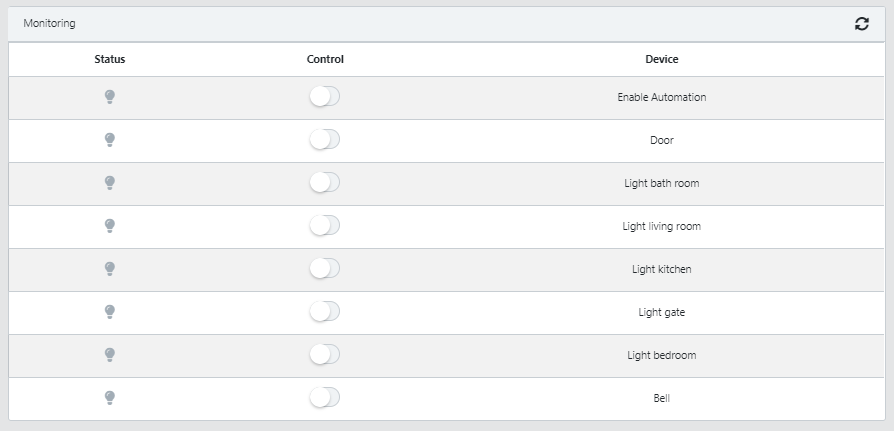 Monitoring
Status Control Device
Enable Automation
Door
Light bath room
Light living room
Light kitchen
Light gate
Light bedroom
Bell